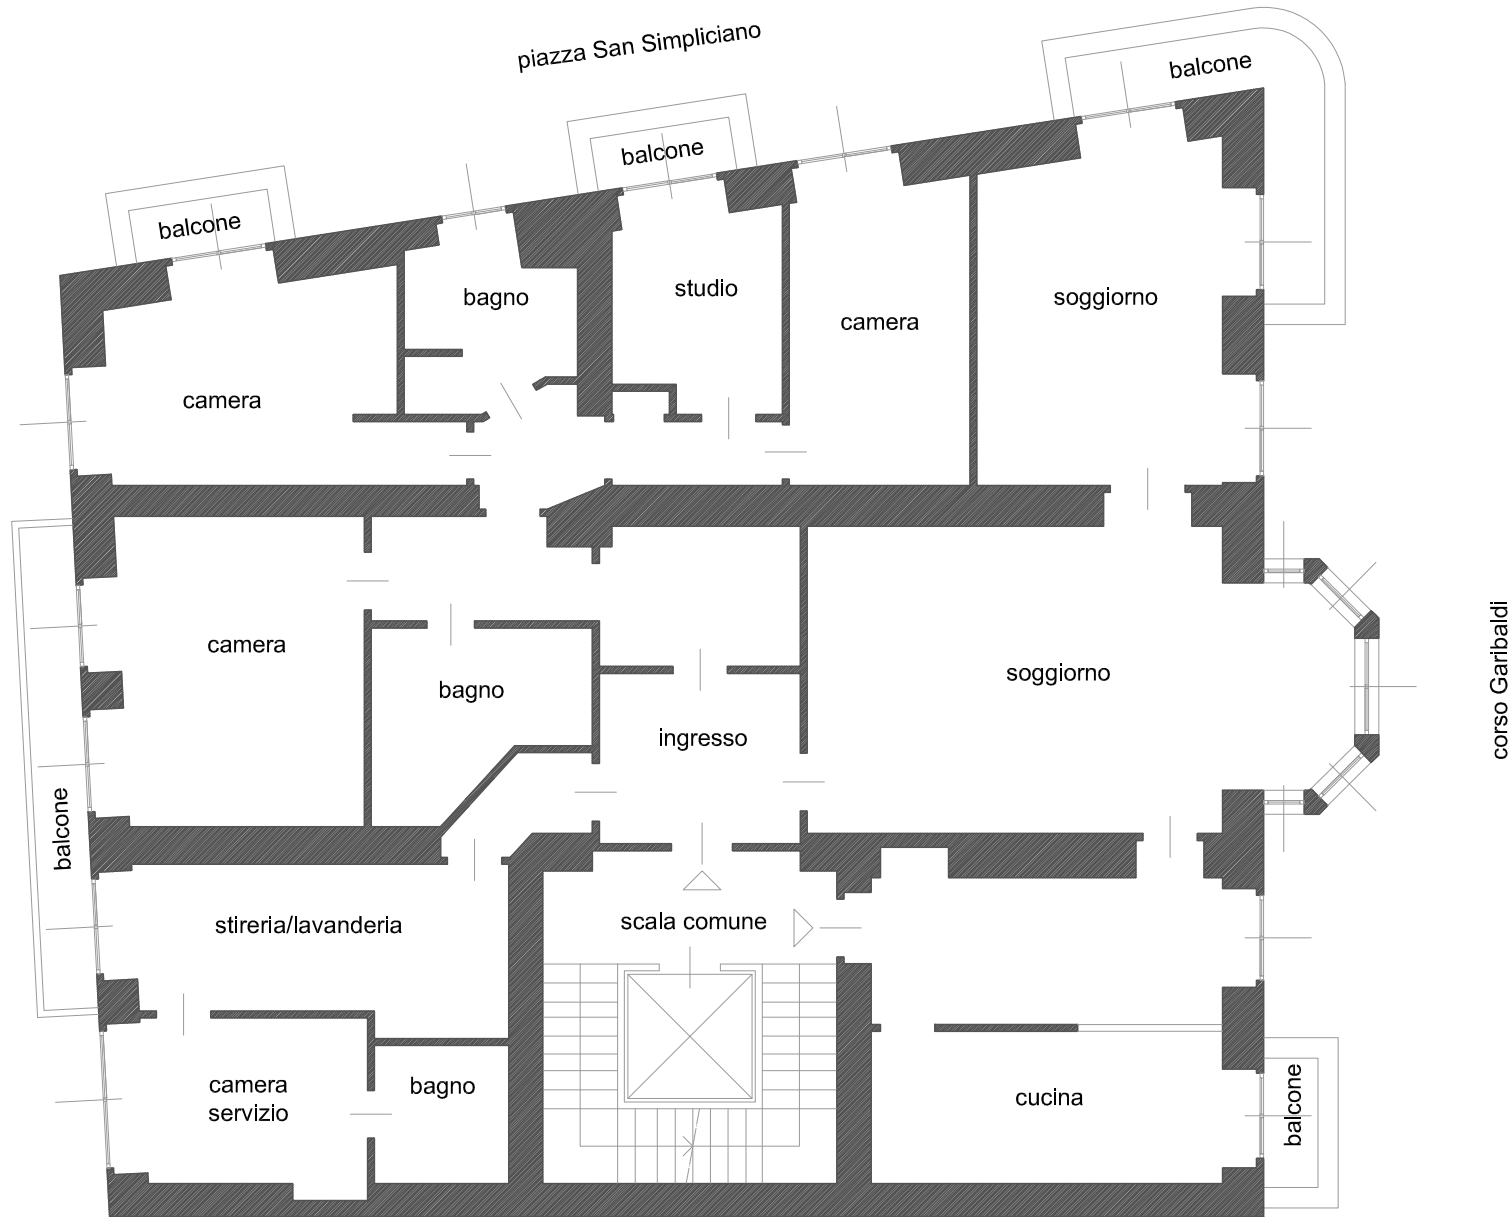 piazza San Simpliciano
balcone
balcone
balcone
bagno
studio
camera
soggiorno
camera
corso Garibaldi
camera
bagno
soggiorno
ingresso
balcone
stireria/lavanderia
scala comune
camera
servizio
bagno
cucina
balcone